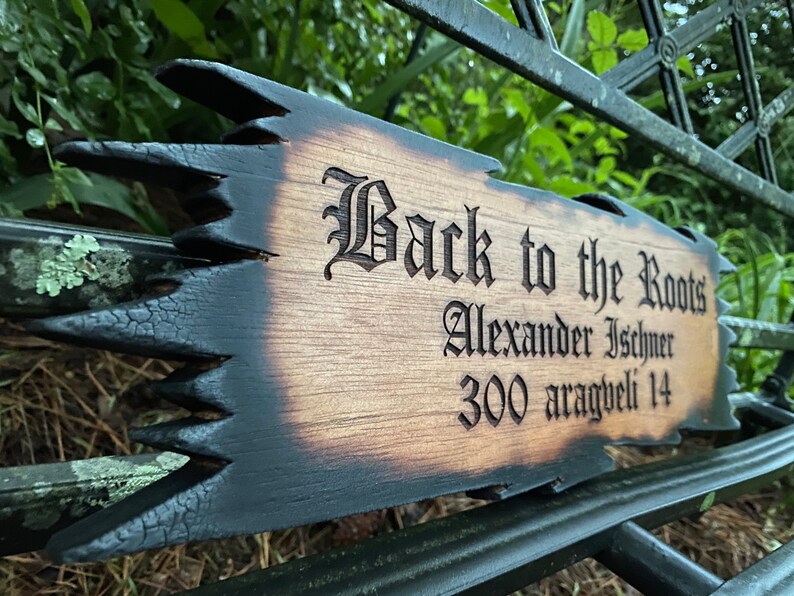 Back to the Roots
Alexander Ischner
300 aragveli 14